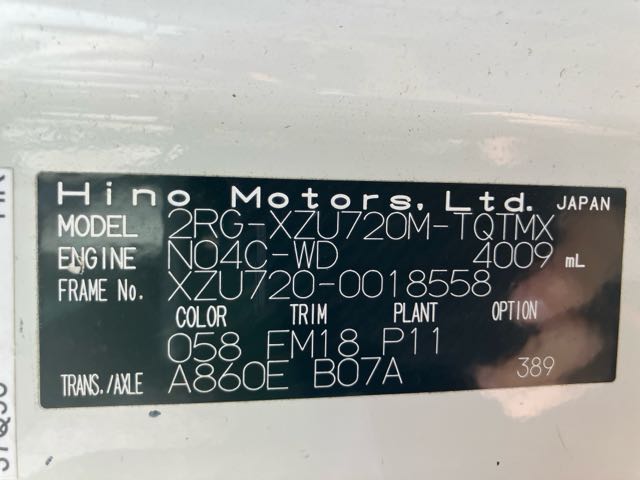 Hino Motors, Ltd. JAPAN
MODEL 2RG-XZU720M-TQTMX
ENGINE N04C-WD 4009 mL
FRAME No. XZU720-0018558
COLOR TRIM PLANT OPTION
058 FM18 P11
TRANS./AXLE A860E B07A 389